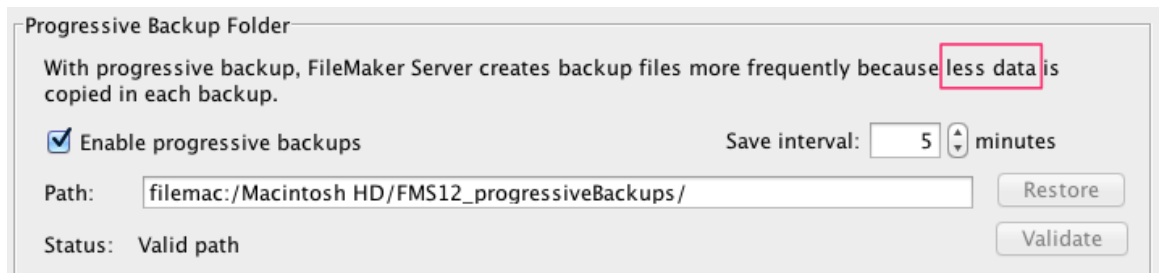 Progressive Backup Folder
With progressive backup, FileMaker Server creates backup files more frequently because less data is
copied in each backup.
Enable progressive backups Save interval: 5 minutes
Path: filemac:/Macintosh HD/FMS12_progressiveBackups/ Restore
Status: Valid path Validate